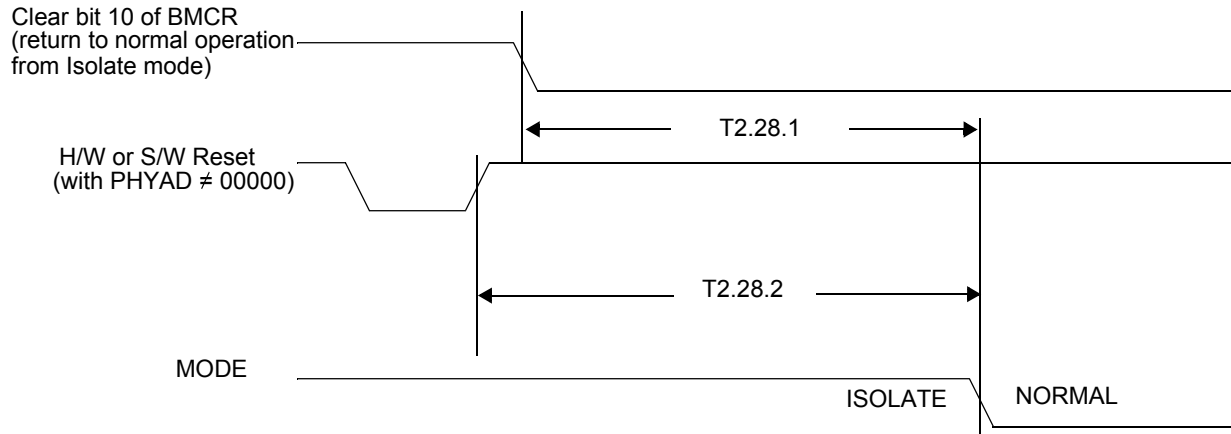 Clear bit 10 of BMCR
(return to normal operation
from Isolate mode)
T2.28.1
H/W or S/W Reset
(with PHYAD ≠ 00000)
T2.28.2
MODE
ISOLATE
NORMAL